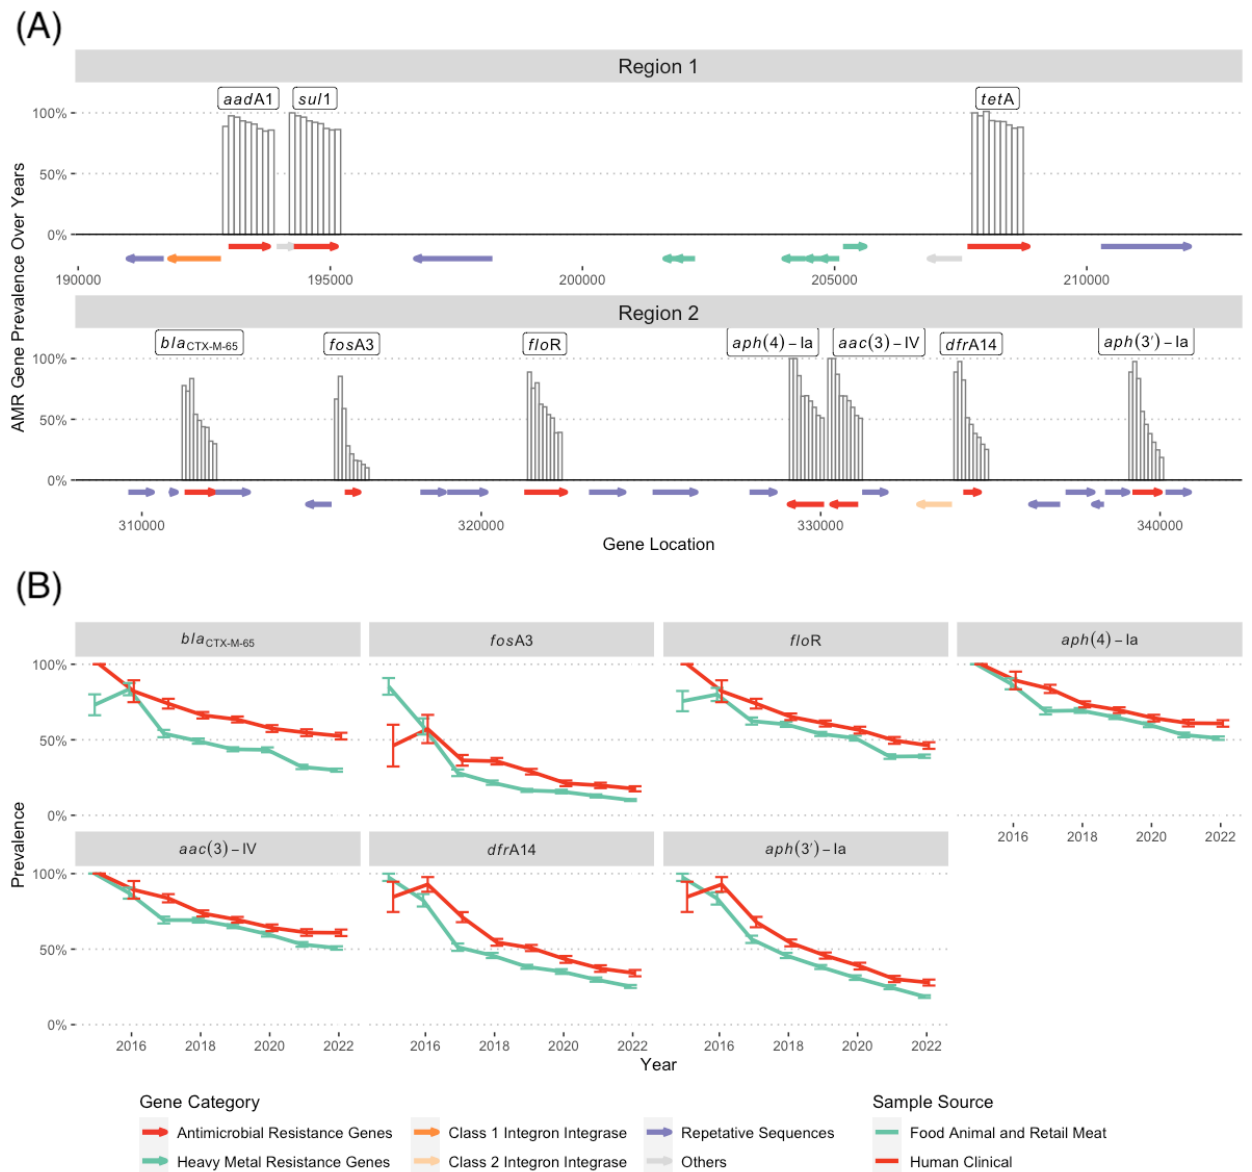 (A)
Region 1
aadA1 sul1 tetA
100%
50%
0%
190000 195000 200000 205000 210000
Region 2
blaCTX-M-65 fosA3 floR aph(4)−Ia aac(3)−IV dfrA14 aph(3')−Ia
100%
50%
0%
310000 320000 330000 340000
Gene Location
AMR Gene Prevalence Over Years
(B)
blaCTX-M-65 fosA3 floR aph(4)−Ia
100%
50%
0%
2016 2018 2020 2022
aac(3)−IV dfrA14 aph(3')−Ia
100%
50%
0%
2016 2018 2020 2022 2016 2018 2020 2022 2016 2018 2020 2022
Prevalence
Year
Gene Category Sample Source
Antimicrobial Resistance Genes Class 1 Integron Integrase Repetative Sequences Food Animal and Retail Meat
Heavy Metal Resistance Genes Class 2 Integron Integrase Others Human Clinical